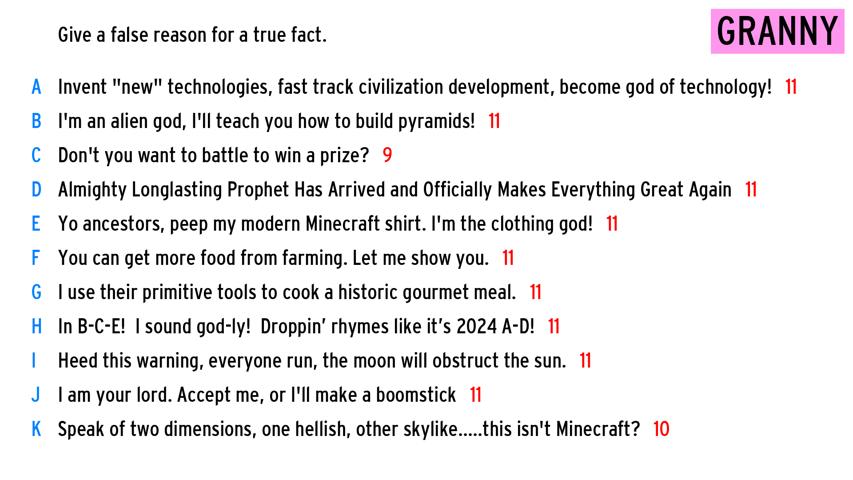 Give a false reason for a true fact.
GRANNY
A Invent "new" technologies, fast track civilization development, become god of technology! 11
B I'm an alien god, I'll teach you how to build pyramids! 11
C Don't you want to battle to win a prize? 9
D Almighty Longlasting Prophet Has Arrived and Officially Makes Everything Great Again 11
E Yo ancestors, peep my modern Minecraft shirt. I'm the clothing god! 11
F You can get more food from farming. Let me show you. 11
G I use their primitive tools to cook a historic gourmet meal. 11
H In B-C-E!  I sound god-ly!  Droppin’ rhymes like it’s 2024 A-D! 11
I Heed this warning, everyone run, the moon will obstruct the sun. 11
J I am your lord. Accept me, or I'll make a boomstick 11
K Speak of two dimensions, one hellish, other skylike.....this isn't Minecraft? 10